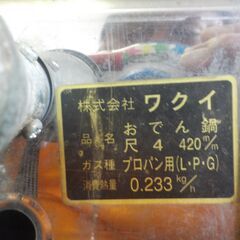 株式会社 ワクイ
品名 おでん鍋
尺4 420m/m
ガス種 プロパン用(L・P・G)
消費熱量 0.233 kg/h